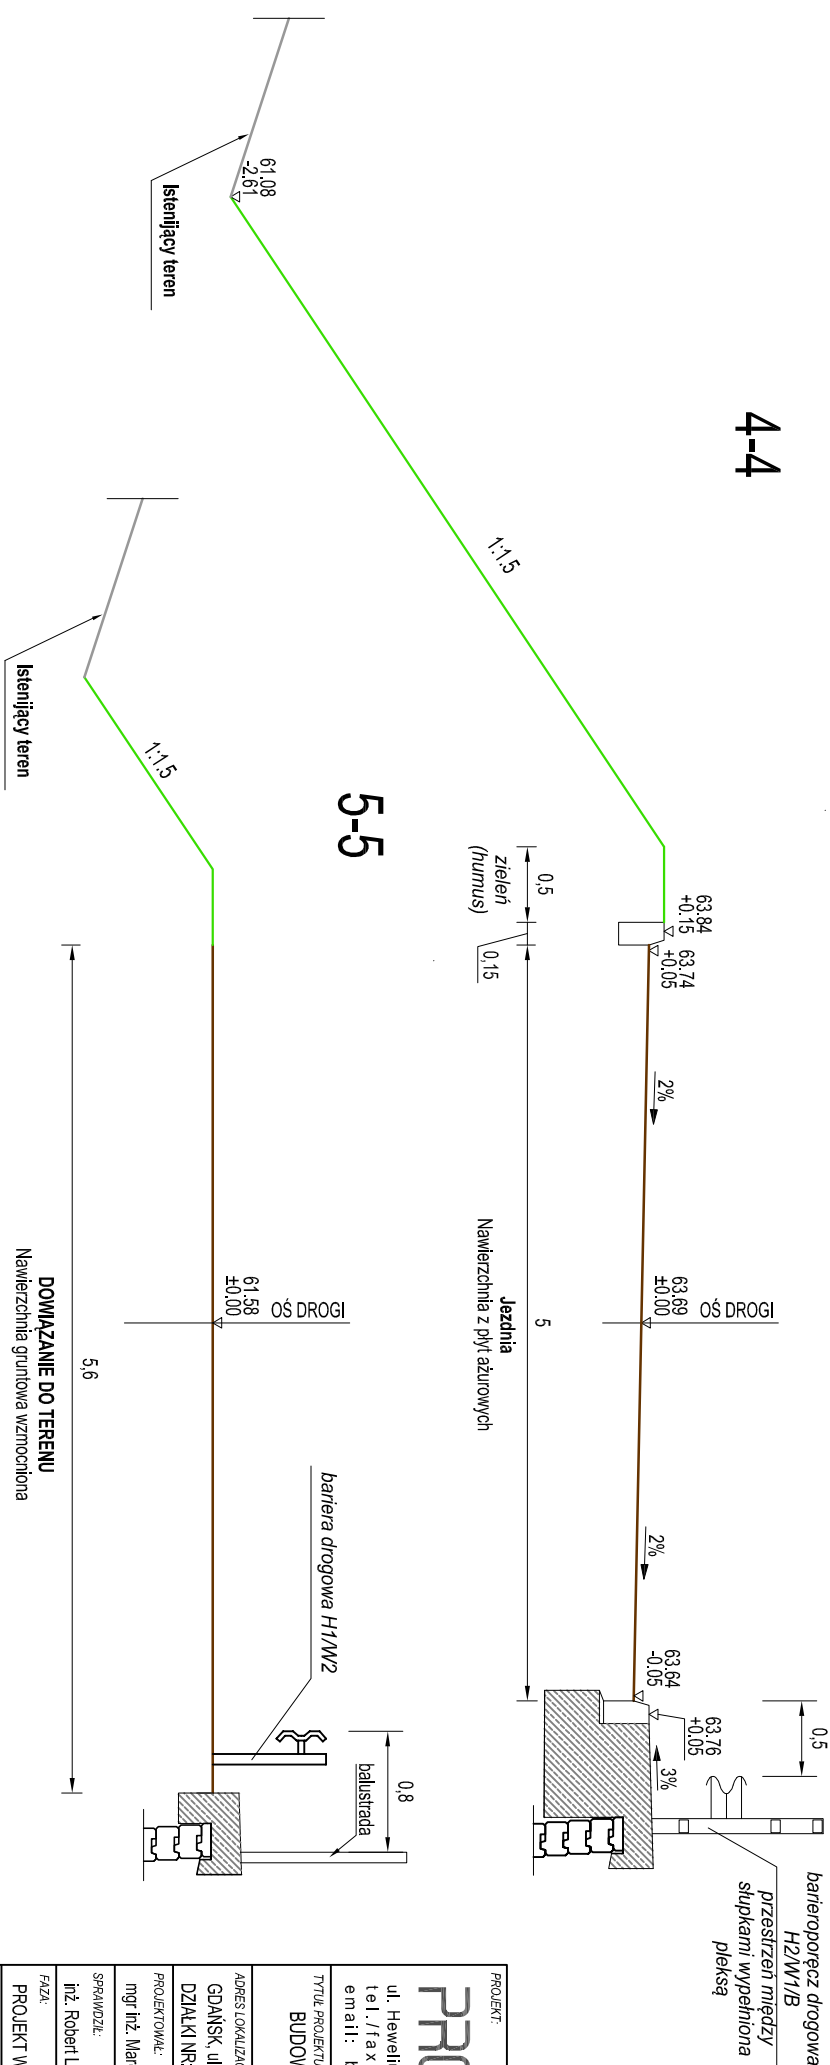 4-4
Istenijący teren
61.08
-2.61
1:1.5
0,5
zieleń
(humus)
0,15
63.84
+0.15
63.74
+0.05
2%
5
Jezdnia
Nawierzchnia z płyt ażurowych
OŚ DROGI
63.69
±0.00
2%
63.64
-0.05
63.76
+0.05
3%
0,5
barieroporęcz drogowa
H2/W1/B
przestrzeń między
słupkami wypełniona
pleksą
5-5
Istenijący teren
1:1.5
OŚ DROGI
61.58
±0.00
5,6
DOWIĄZANIE DO TERENU
Nawierzchnia gruntowa wzmocniona
bariera drogowa H1/W2
0,8
balustrada
PROJEKT:
PRO
ul. Heweli
tel./fax
email:
TYTUŁ PROJEKTU
BUDOW
ADRES LOKALIZAC
GDAŃSK, ul
DZIAŁKI NR:
PROJEKTOWAŁ:
mgr inż. Mar
SPRAWDZIŁ:
inż. Robert L
FAZA:
PROJEKT W